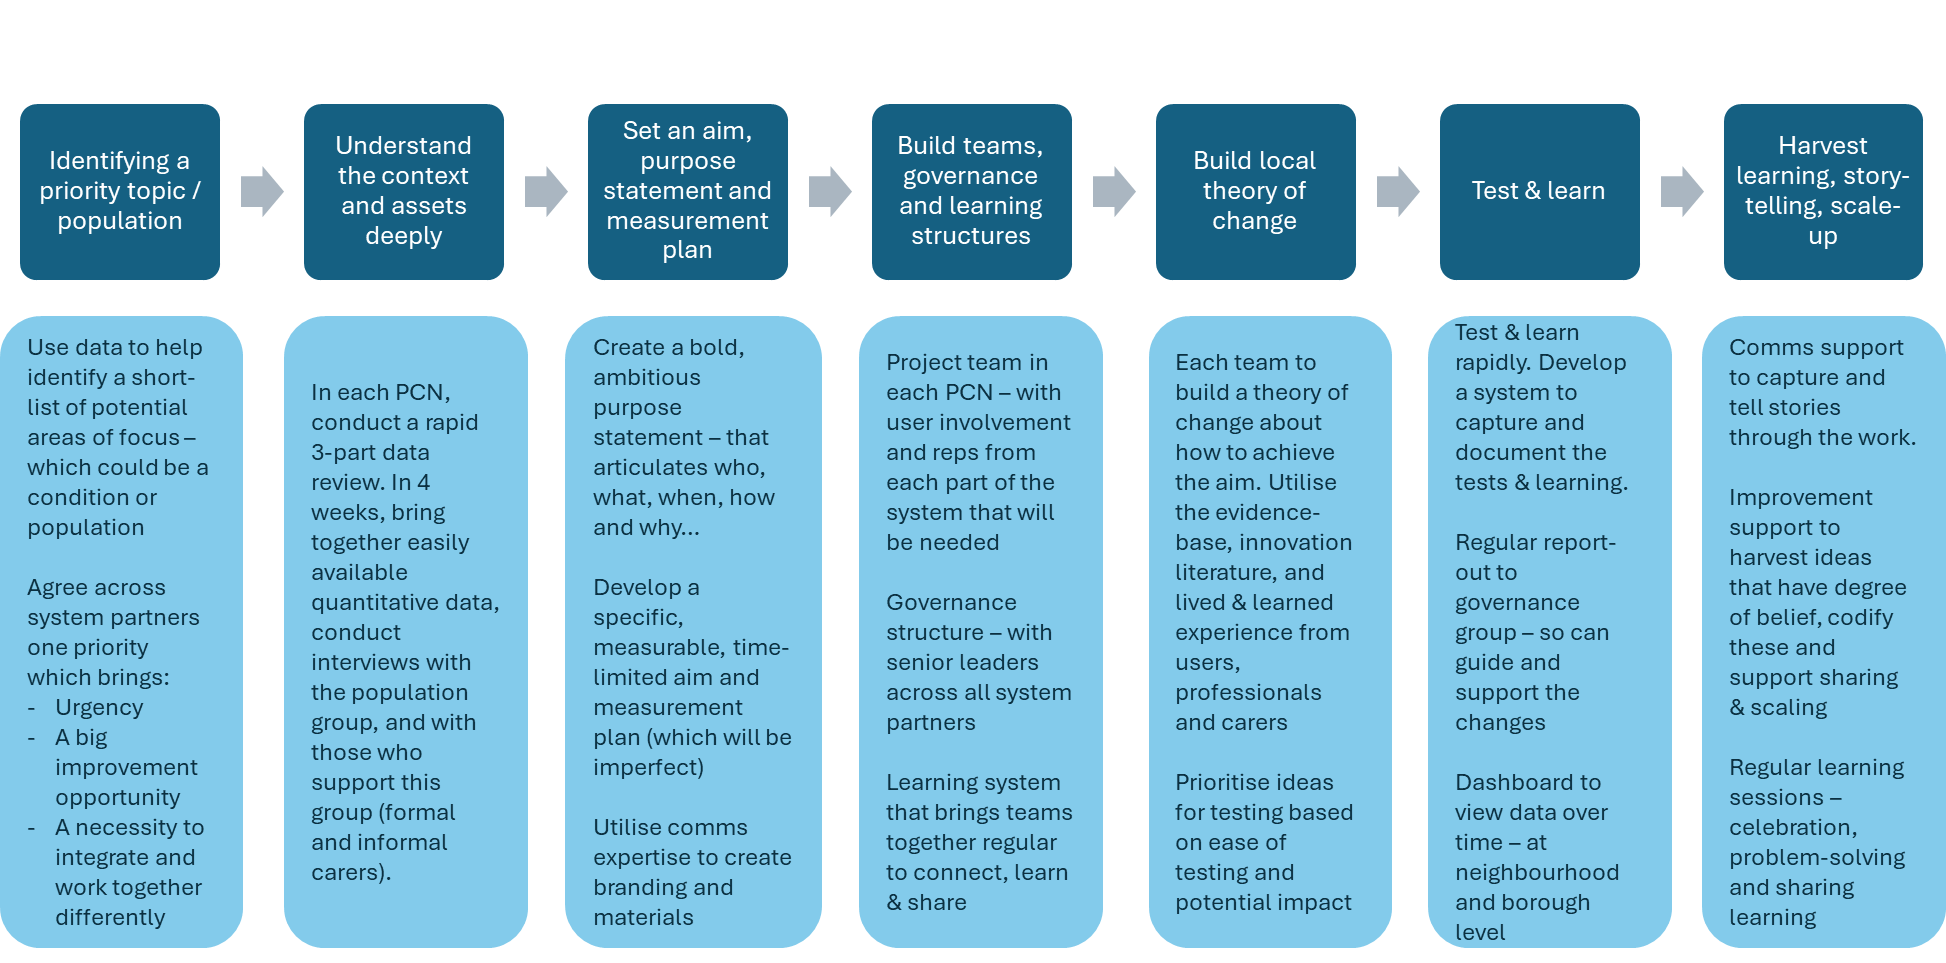 Identifying a
priority topic /
population
Understand
the context
and assets
deeply
Set an aim,
purpose
statement and
measurement
plan
Build teams,
governance
and learning
structures
Build local
theory of
change
Test & learn
Harvest
learning, story-
telling, scale-
up
Use data to help
identify a short-
list of potential
areas of focus –
which could be a
condition or
population
Agree across
system partners
one priority
which brings:
- Urgency
- A big
improvement
opportunity
- A necessity to
integrate and
work together
differently
In each PCN,
conduct a rapid
3-part data
review. In 4
weeks, bring
together easily
available
quantitative data,
conduct
interviews with
the population
group, and with
those who
support this
group (formal
and informal
carers).
Create a bold,
ambitious
purpose
statement – that
articulates who,
what, when, how
and why...
Develop a
specific,
measurable, time-
limited aim and
measurement
plan (which will be
imperfect)
Utilise comms
expertise to create
branding and
materials
Project team in
each PCN – with
user involvement
and reps from
each part of the
system that will
be needed
Governance
structure – with
senior leaders
across all system
partners
Learning system
that brings teams
together regular
to connect, learn
& share
Each team to
build a theory of
change about
how to achieve
the aim. Utilise
the evidence-
base, innovation
literature, and
lived & learned
experience from
users,
professionals
and carers
Prioritise ideas
for testing based
on ease of
testing and
potential impact
Test & learn
rapidly. Develop
a system to
capture and
document the
tests & learning.
Regular report-
out to
governance
group – so can
guide and
support the
changes
Dashboard to
view data over
time – at
neighbourhood
and borough
level
Comms support
to capture and
tell stories
through the work.
Improvement
support to
harvest ideas
that have degree
of belief, codify
these and
support sharing
& scaling
Regular learning
sessions –
celebration,
problem-solving
and sharing
learning